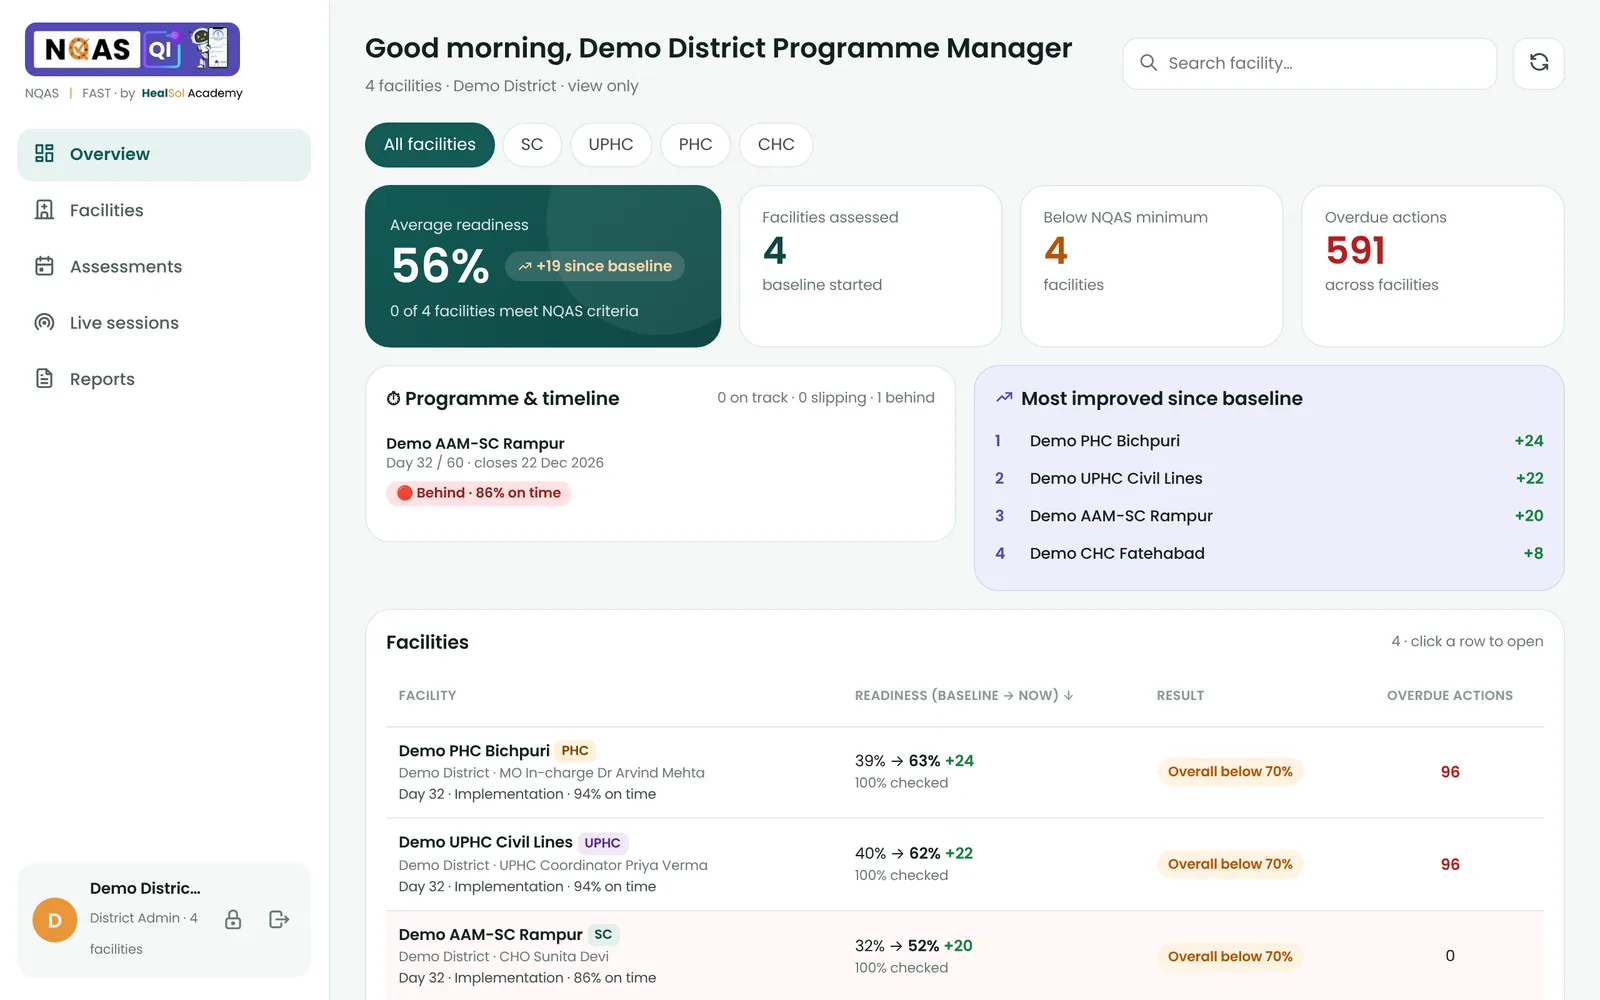 NQAS QI
NQAS | FAST · by HealSol Academy
Overview
Facilities
Assessments
Live sessions
Reports
Demo Distric...
D
District Admin · 4
facilities
Good morning, Demo District Programme Manager
4 facilities · Demo District · view only
Search facility...
All facilities
SC
UPHC
PHC
CHC
Average readiness
56%
+19 since baseline
0 of 4 facilities meet NQAS criteria
Facilities assessed
4
baseline started
Below NQAS minimum
4
facilities
Overdue actions
591
across facilities
Programme & timeline
0 on track · 0 slipping · 1 behind
Demo AAM-SC Rampur
Day 32 / 60 · closes 22 Dec 2026
Behind · 86% on time
Most improved since baseline
1 Demo PHC Bichpuri +24
2 Demo UPHC Civil Lines +22
3 Demo AAM-SC Rampur +20
4 Demo CHC Fatehabad +8
Facilities
4 · click a row to open
FACILITY READINESS (BASELINE → NOW) ↓ RESULT OVERDUE ACTIONS
Demo PHC Bichpuri PHC
Demo District · MO In-charge Dr Arvind Mehta
Day 32 · Implementation · 94% on time
39% → 63% +24
100% checked
Overall below 70%
96
Demo UPHC Civil Lines UPHC
Demo District · UPHC Coordinator Priya Verma
Day 32 · Implementation · 94% on time
40% → 62% +22
100% checked
Overall below 70%
96
Demo AAM-SC Rampur SC
Demo District · CHO Sunita Devi
Day 32 · Implementation · 86% on time
32% → 52% +20
100% checked
Overall below 70%
0